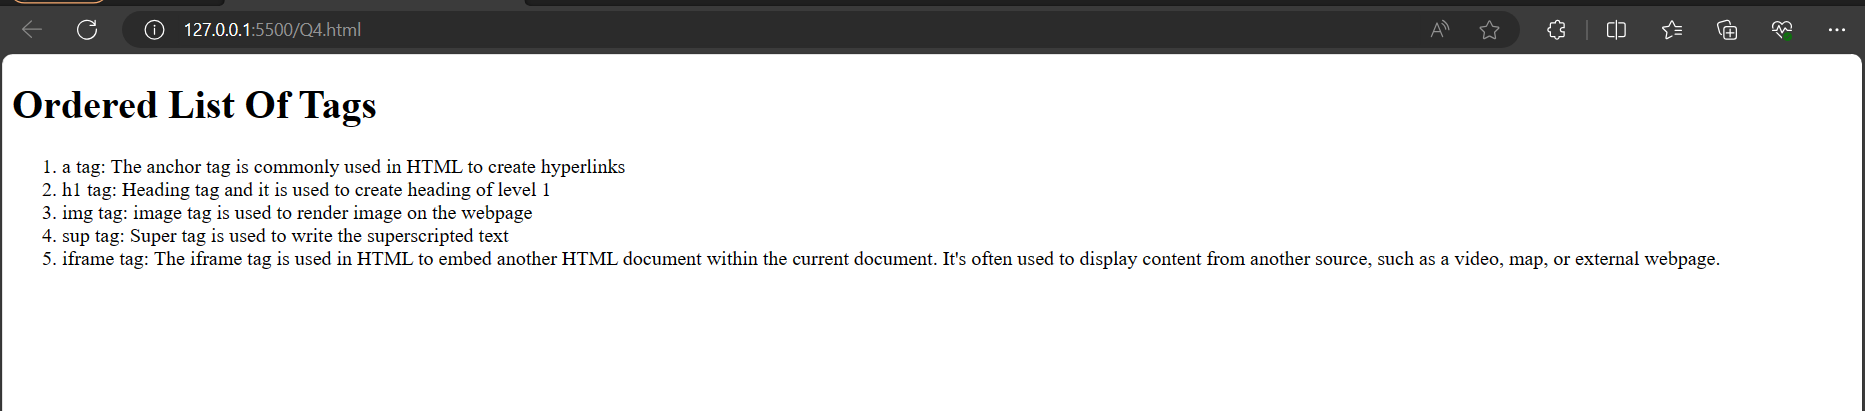 127.0.0.1:5500/Q4.html
Ordered List Of Tags
1. a tag: The anchor tag is commonly used in HTML to create hyperlinks
2. h1 tag: Heading tag and it is used to create heading of level 1
3. img tag: image tag is used to render image on the webpage
4. sup tag: Super tag is used to write the superscripted text
5. iframe tag: The iframe tag is used in HTML to embed another HTML document within the current document. It's often used to display content from another source, such as a video, map, or external webpage.